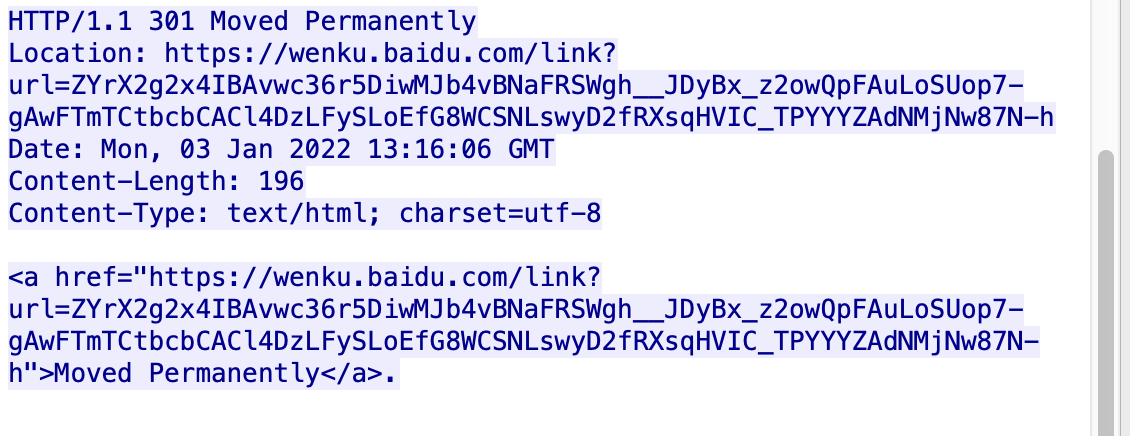 HTTP/1.1 301 Moved Permanently
Location: https://wenku.baidu.com/link?
url=ZYrX2g2x4IBAvwc36r5DiwMJb4vBNaFRSWgh__JDyBx_z2owQpFAuLoSUop7-
gAwFTmTCtbcbCACl4DzLFySLoEfG8WCSNLswyD2fRXsqHVIC_TPYYYZAdNMjNw87N-h
Date: Mon, 03 Jan 2022 13:16:06 GMT
Content-Length: 196
Content-Type: text/html; charset=utf-8

<a href="https://wenku.baidu.com/link?
url=ZYrX2g2x4IBAvwc36r5DiwMJb4vBNaFRSWgh__JDyBx_z2owQpFAuLoSUop7-
gAwFTmTCtbcbCACl4DzLFySLoEfG8WCSNLswyD2fRXsqHVIC_TPYYYZAdNMjNw87N-
h">Moved Permanently</a>.